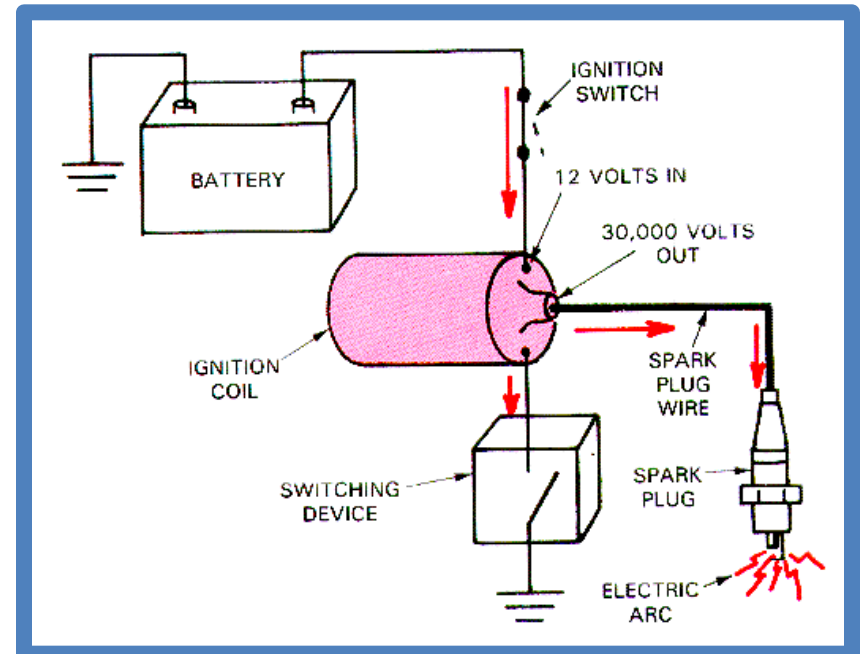 IGNITION
SWITCH
BATTERY
12 VOLTS IN
30,000 VOLTS
OUT
IGNITION
COIL
SPARK
PLUG
WIRE
SWITCHING
DEVICE
SPARK
PLUG
ELECTRIC
ARC